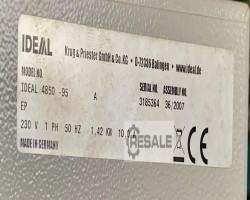 IDEAL
Krug & Priester GmbH & Co. KG • D-72336 Balingen • www.ideal.de
MODEL NO.
SERIAL NO. ASSEMBLY NO.
IDEAL 4850 -95 A 3185364 36/2007
EP
230 V 1 PH 50 HZ 1,42 KW 10,
MADE IN GERMANY
RESALE